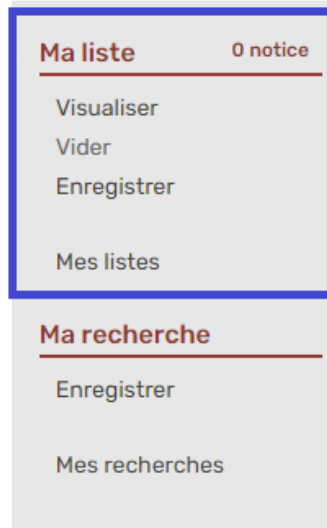 Ma liste 0 notice
Visualiser
Vider
Enregistrer
Mes listes
Ma recherche
Enregistrer
Mes recherches